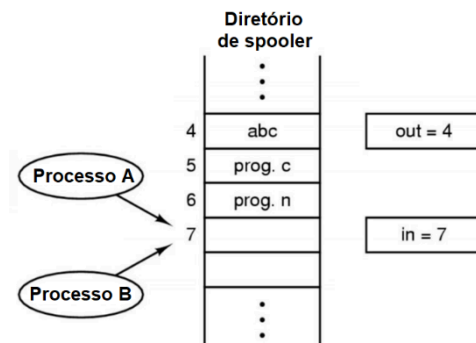 Diretório
de spooler
4 abc out = 4
5 prog. c
Processo A
6 prog. n
7 in = 7
Processo B